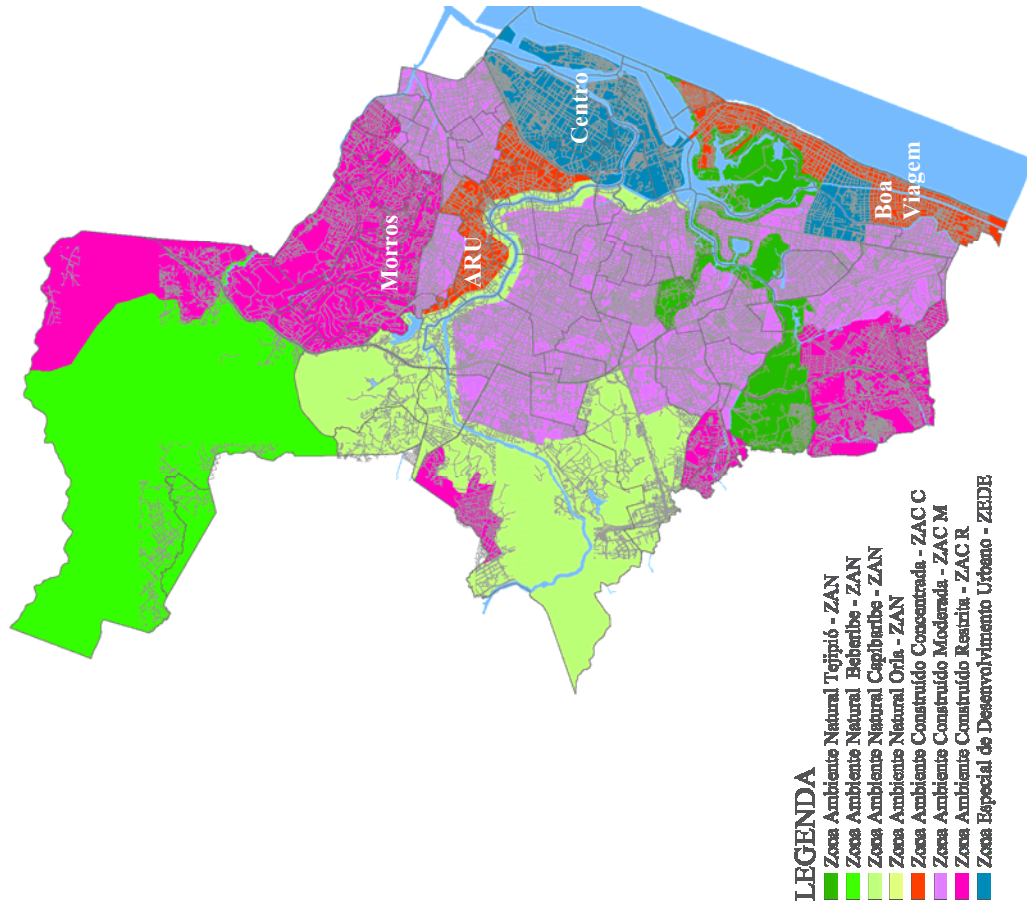 Morros
ARU
Centro
Boa
Viagem
LEGENDA
Zona Ambiente Natural Tejipió - ZAN
Zona Ambiente Natural Beberibe - ZAN
Zona Ambiente Natural Capibaribe - ZAN
Zona Ambiente Natural Orla - ZAN
Zona Ambiente Construído Concentrada - ZAC C
Zona Ambiente Construído Moderada - ZAC M
Zona Ambiente Construído Restrita - ZAC R
Zona Especial de Desenvolvimento Urbano - ZEDE